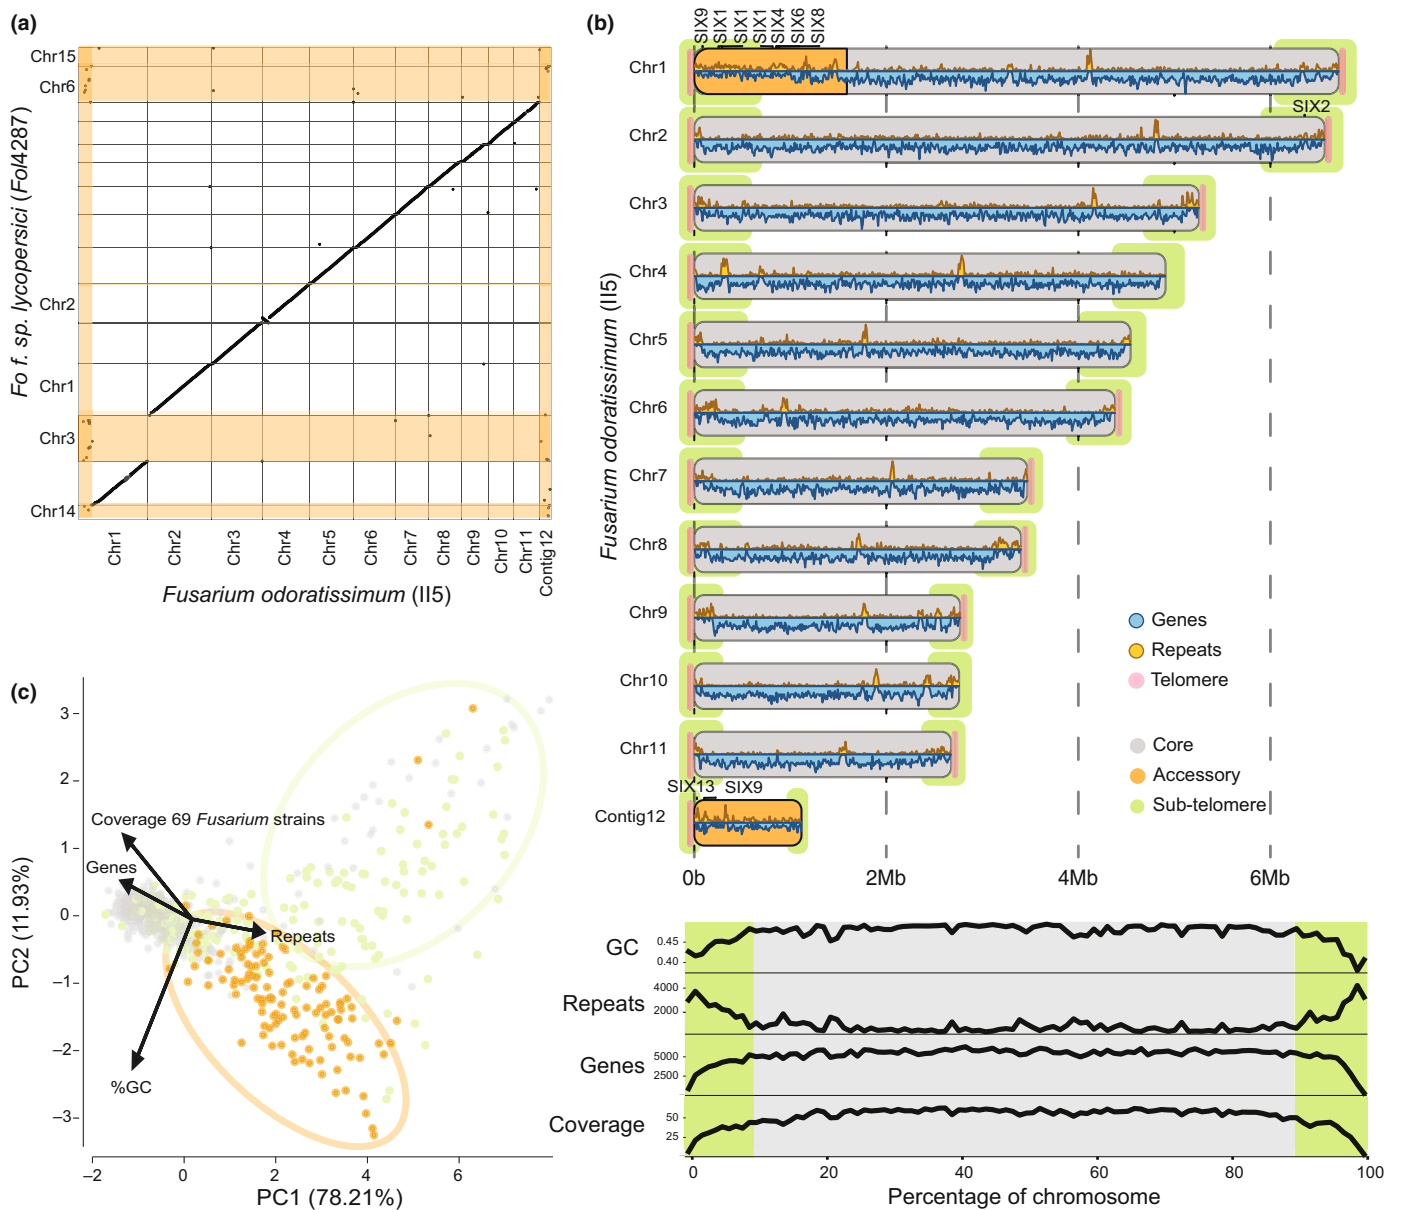 (a)
Chr15
Chr6
Chr2
Chr1
Chr3
Chr14
Fo f. sp. lycopersici (Fol4287)
Chr1
Chr2
Chr3
Chr4
Chr5
Chr6
Chr7
Chr8
Chr9
Chr10
Chr11
Contig12
Fusarium odoratissimum (II5)
(b)
SIX9
SIX1
SIX1
SIX1
SIX4
SIX6
SIX8
Chr1
SIX2
Chr2
Chr3
Chr4
Chr5
Chr6
Chr7
Chr8
Chr9
Chr10
Chr11
SIX13 SIX9
Contig12
Fusarium odoratissimum (II5)
Genes
Repeats
Telomere
Core
Accessory
Sub-telomere
0b 2Mb 4Mb 6Mb
GC
0.45
0.40
Repeats
4000
2000
Genes
5000
2500
Coverage
50
25
0 20 40 60 80 100
Percentage of chromosome
(c)
3
2
1
0
−1
−2
−3
PC2 (11.93%)
Coverage 69 Fusarium strains
Genes
Repeats
%GC
−2 0 2 4 6
PC1 (78.21%)